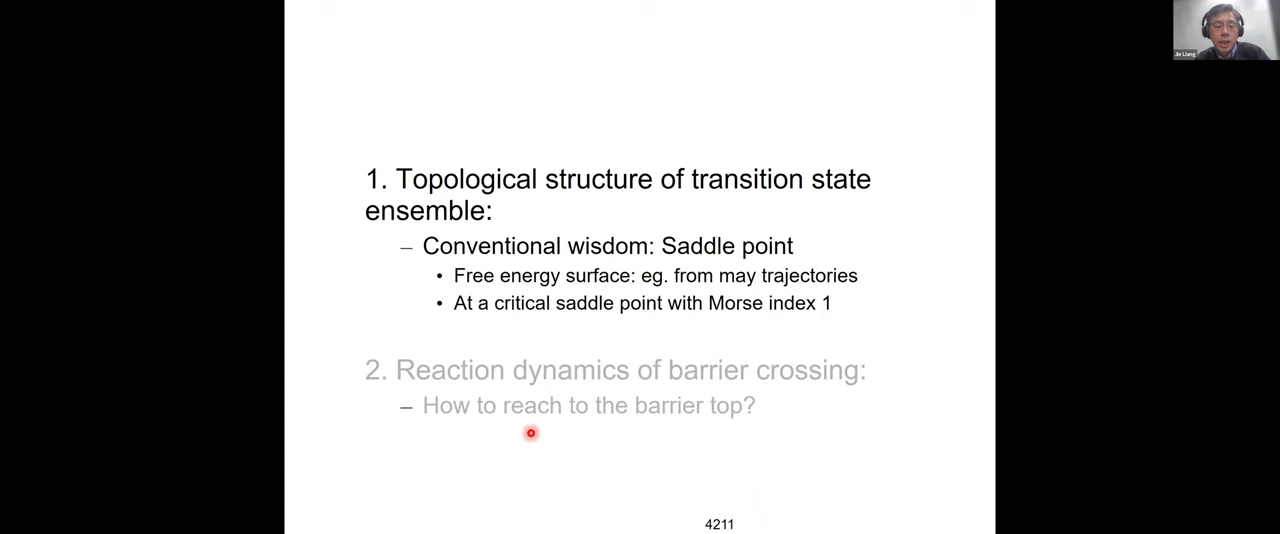 Jie Liang
1. Topological structure of transition state
ensemble:
– Conventional wisdom: Saddle point
• Free energy surface: eg. from may trajectories
• At a critical saddle point with Morse index 1
2. Reaction dynamics of barrier crossing:
– How to reach to the barrier top?
4211